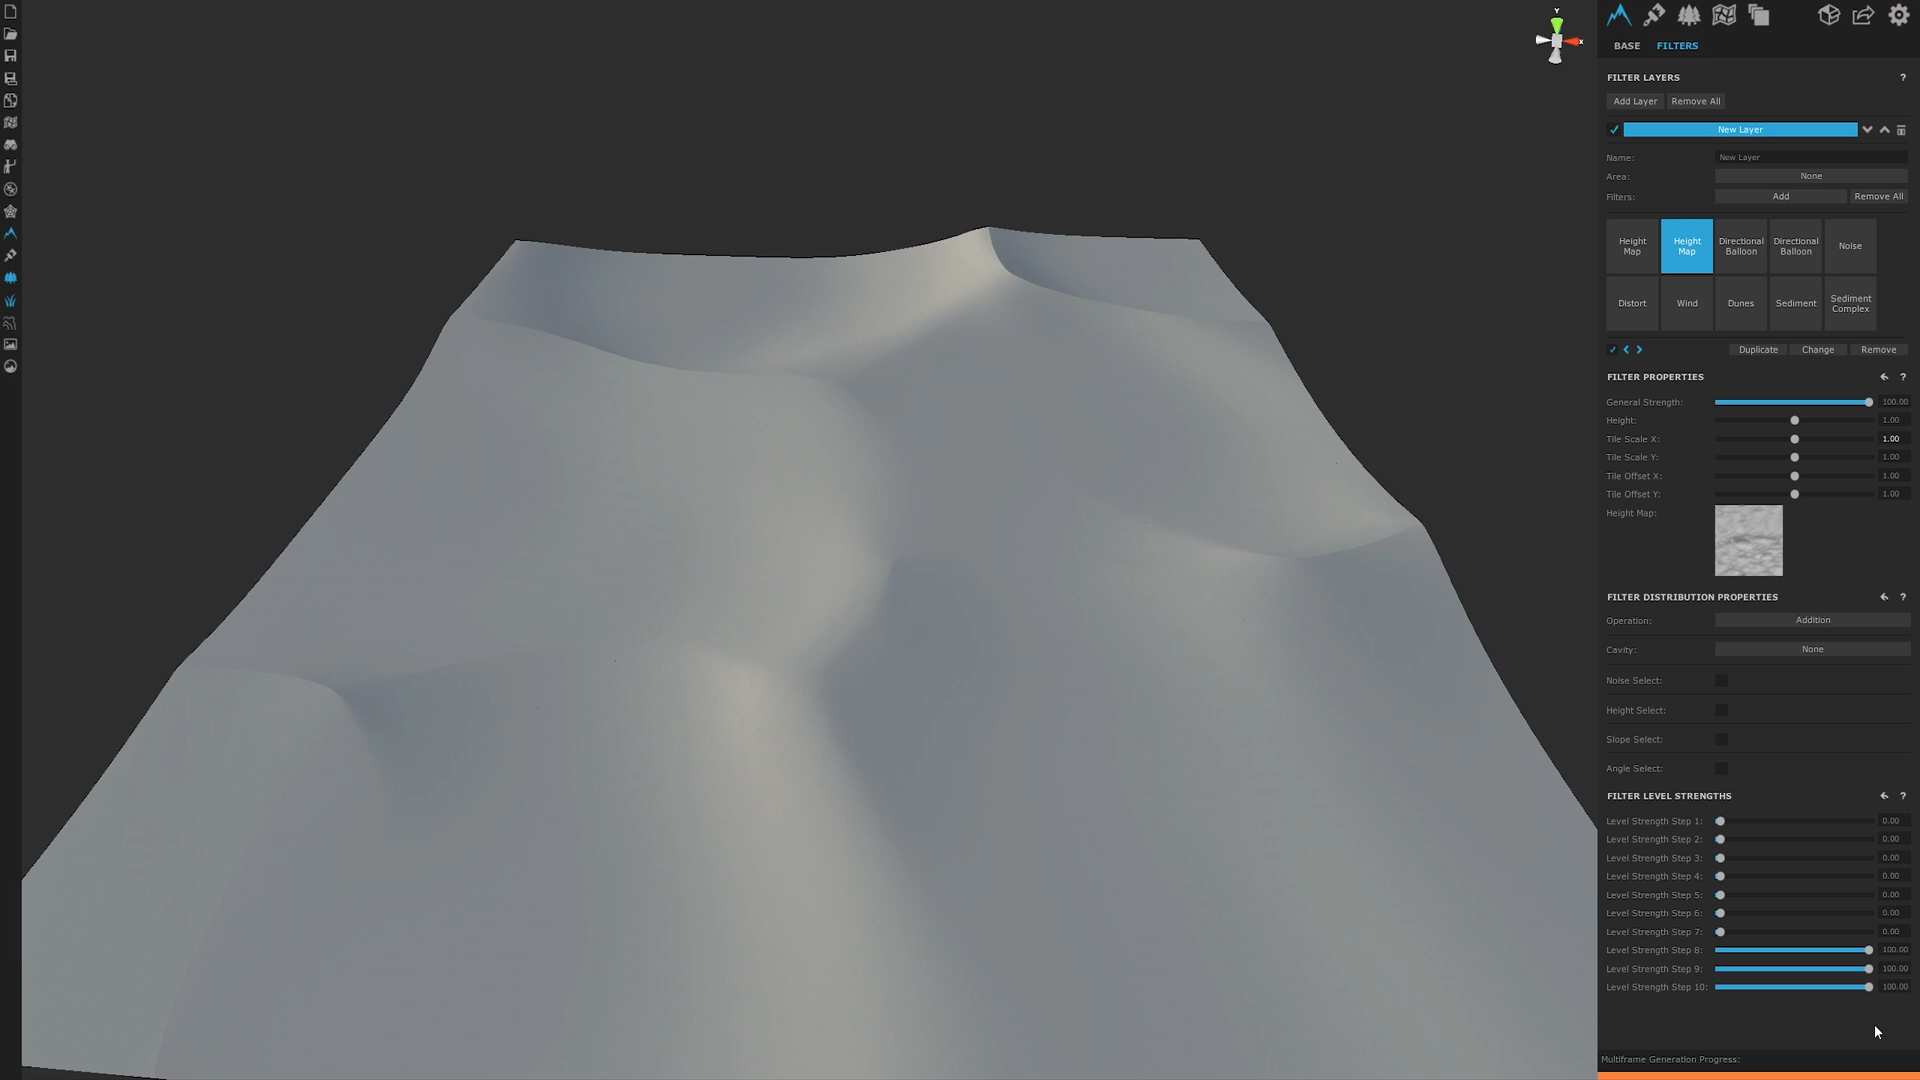 Y
x
BASE FILTERS
FILTER LAYERS ?
Add Layer Remove All
New Layer
Name: New Layer
Area: None
Filters: Add Remove All
Height Map Height Map Directional Balloon Directional Balloon Noise
Distort Wind Dunes Sediment Sediment Complex
Duplicate Change Remove
FILTER PROPERTIES ?
General Strength: 100.00
Height: 1.00
Tile Scale X: 1.00
Tile Scale Y: 1.00
Tile Offset X: 1.00
Tile Offset Y: 1.00
Height Map:
FILTER DISTRIBUTION PROPERTIES ?
Operation: Addition
Cavity: None
Noise Select:
Height Select:
Slope Select:
Angle Select:
FILTER LEVEL STRENGTHS ?
Level Strength Step 1: 0.00
Level Strength Step 2: 0.00
Level Strength Step 3: 0.00
Level Strength Step 4: 0.00
Level Strength Step 5: 0.00
Level Strength Step 6: 0.00
Level Strength Step 7: 0.00
Level Strength Step 8: 100.00
Level Strength Step 9: 100.00
Level Strength Step 10: 100.00
Multiframe Generation Progress: